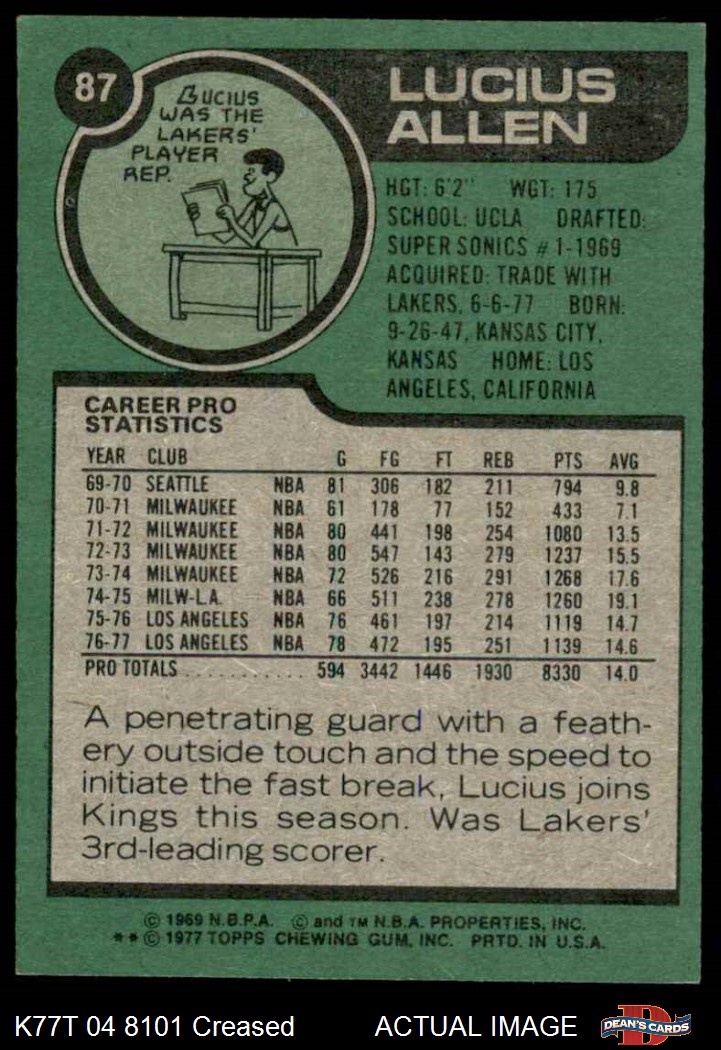 87
LUCIUS
WAS THE
LAKERS'
PLAYER
REP.
LUCIUS
ALLEN
HGT: 6'2" WGT: 175
SCHOOL: UCLA DRAFTED:
SUPER SONICS #1-1969
ACQUIRED: TRADE WITH
LAKERS, 6-6-77 BORN:
9-26-47, KANSAS CITY,
KANSAS HOME: LOS
ANGELES, CALIFORNIA
CAREER PRO
STATISTICS
YEAR CLUB G FG FT REB PTS AVG
69-70 SEATTLE NBA 81 306 182 211 794 9.8
70-71 MILWAUKEE NBA 61 178 77 152 433 7.1
71-72 MILWAUKEE NBA 80 441 198 254 1080 13.5
72-73 MILWAUKEE NBA 80 547 143 279 1237 15.5
73-74 MILWAUKEE NBA 72 526 216 291 1268 17.6
74-75 MILW-L.A. NBA 66 511 238 278 1260 19.1
75-76 LOS ANGELES NBA 76 461 197 214 1119 14.7
76-77 LOS ANGELES NBA 78 472 195 251 1139 14.6
PRO TOTALS . . . . . . . . . . . 594 3442 1446 1930 8330 14.0
A penetrating guard with a feath-
ery outside touch and the speed to
initiate the fast break, Lucius joins
Kings this season. Was Lakers'
3rd-leading scorer.
© 1969 N.B.P.A. © and TM N.B.A. PROPERTIES, INC.
**© 1977 TOPPS CHEWING GUM, INC. PRTD. IN U.S.A.
K77T 04 8101 Creased ACTUAL IMAGE
DEAN'S CARDS